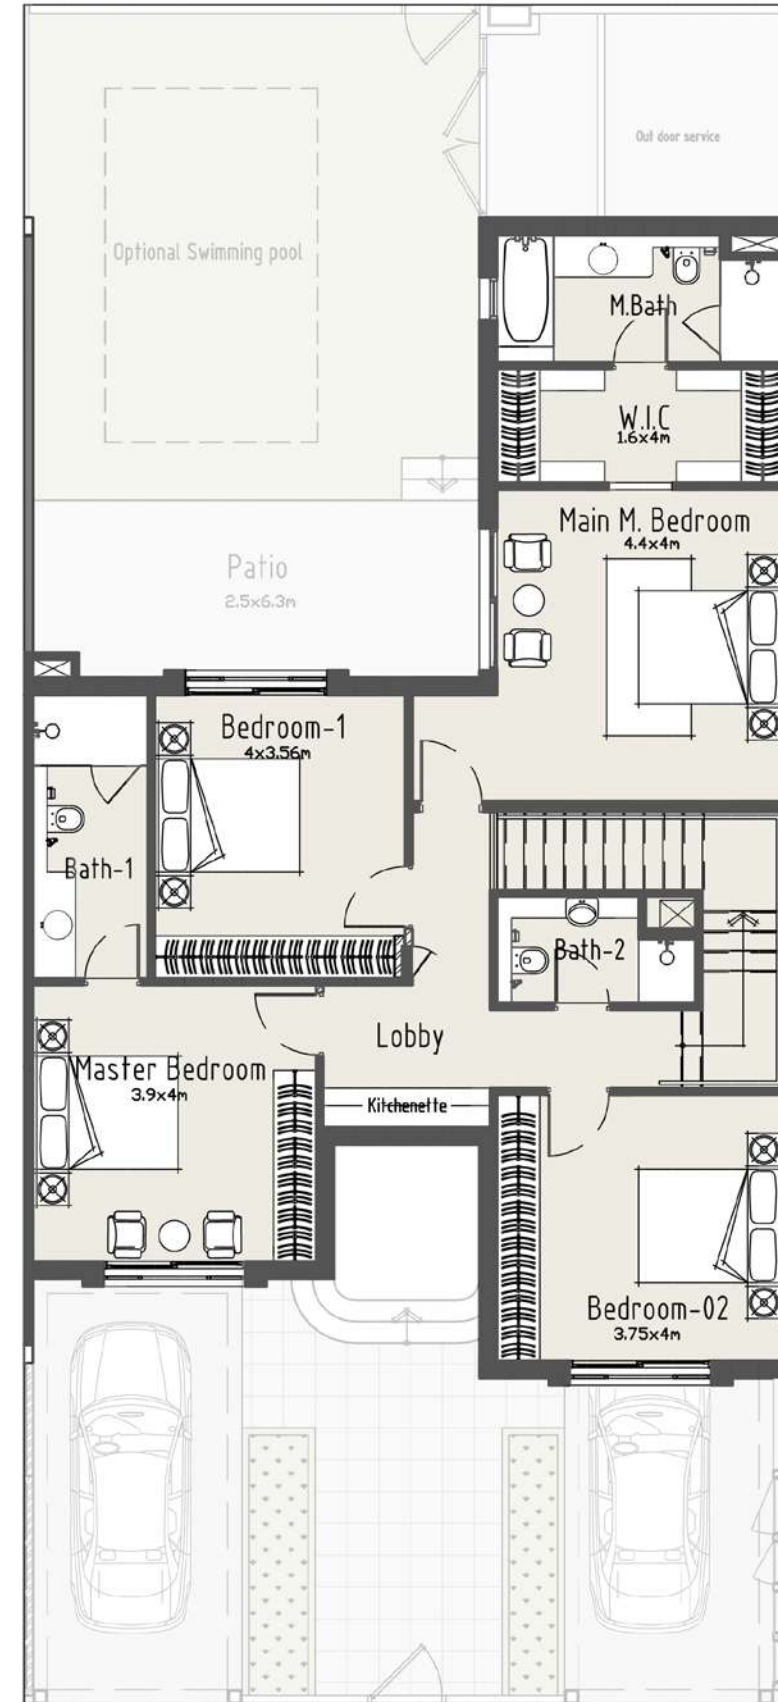 Out door service
Optional Swimming pool
M.Bath
W.I.C
1.6x4m
Main M. Bedroom
4.4x4m
Patio
2.5x6.3m
Bedroom-1
4x3.56m
Bath-1
Bath-2
Lobby
Master Bedroom
3.9x4m
Kitchenette
Bedroom-02
3.75x4m